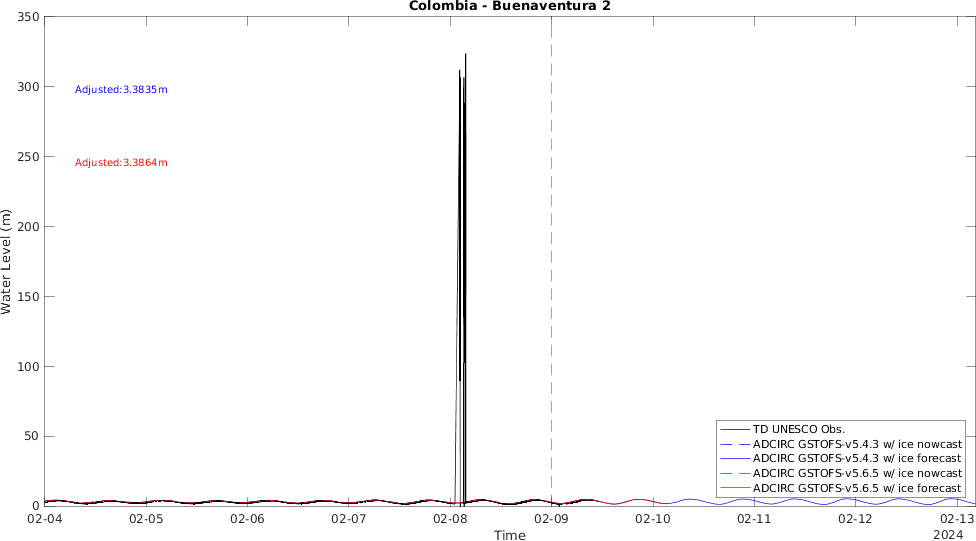 Colombia - Buenaventura 2
350
300
250
200
150
100
50
0
Water Level (m)
Adjusted:3.3835m
Adjusted:3.3864m
TD UNESCO Obs.
ADCIRC GSTOFS-v5.4.3 w/ ice nowcast
ADCIRC GSTOFS-v5.4.3 w/ ice forecast
ADCIRC GSTOFS-v5.6.5 w/ ice nowcast
ADCIRC GSTOFS-v5.6.5 w/ ice forecast
02-04 02-05 02-06 02-07 02-08 02-09 02-10 02-11 02-12 02-13
Time
2024